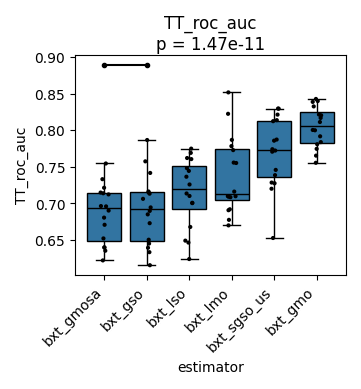 TT_roc_auc
p = 1.47e-11
0.90
0.85
0.80
0.75
0.70
0.65
TT_roc_auc
bxt_gmosa
bxt_gso
bxt_lso
bxt_lmo
bxt_sgso_us
bxt_gmo
estimator